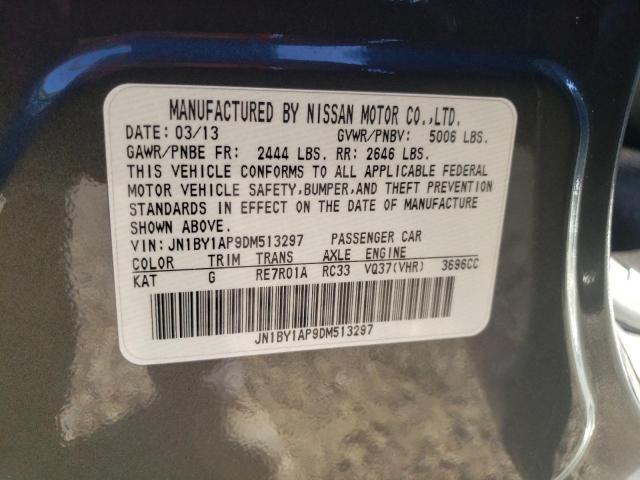 MANUFACTURED BY NISSAN MOTOR CO.,LTD.
DATE: 03/13 GVWR/PNBV: 5006 LBS.
GAWR/PNBE FR: 2444 LBS. RR: 2646 LBS.
THIS VEHICLE CONFORMS TO ALL APPLICABLE FEDERAL
MOTOR VEHICLE SAFETY,BUMPER,AND THEFT PREVENTION
STANDARDS IN EFFECT ON THE DATE OF MANUFACTURE
SHOWN ABOVE.
VIN: JN1BY1AP9DM513297 PASSENGER CAR
COLOR TRIM TRANS AXLE ENGINE
KAT G RE7R01A RC33 VQ37(VHR) 3696CC
JN1BY1AP9DM513297